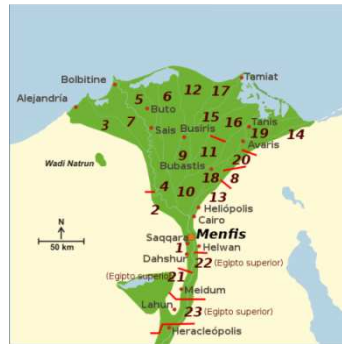 Tamiat
Bolbitine
12
17
6
5
Alejandría
Buto
15
Tanis
7
16
3
Sais
Busiris
19
14
Avaris
9
11
20
Wadi Natrun
Bubastis
18
8
4
10
13
2
Heliópolis
Cairo
N
Menfis
50 km
Saqqara
1
Helwan
Dahshur
22 (Egipto superior)
(Egipto superior)
21
Meidum
Lahun
23 (Egipto superior)
Heracleópolis